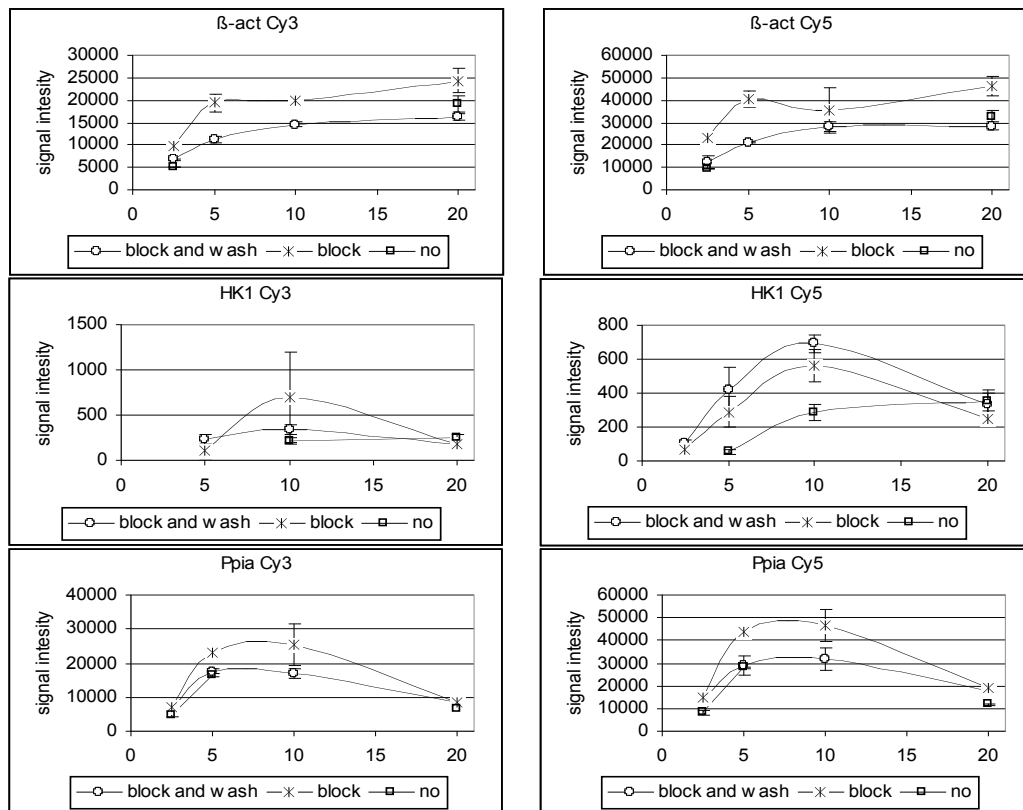 ß-act Cy3
30000
25000
20000
15000
10000
5000
0
signal intesity
0 5 10 15 20
block and wash block no
ß-act Cy5
60000
50000
40000
30000
20000
10000
0
signal intesity
0 5 10 15 20
block and wash block no
HK1 Cy3
1500
1000
500
0
signal intesity
0 5 10 15 20
block and wash block no
HK1 Cy5
800
600
400
200
0
signal intesity
0 5 10 15 20
block and wash block no
Ppia Cy3
40000
30000
20000
10000
0
signal intesity
0 5 10 15 20
block and wash block no
Ppia Cy5
60000
50000
40000
30000
20000
10000
0
signal intesity
0 5 10 15 20
block and wash block no